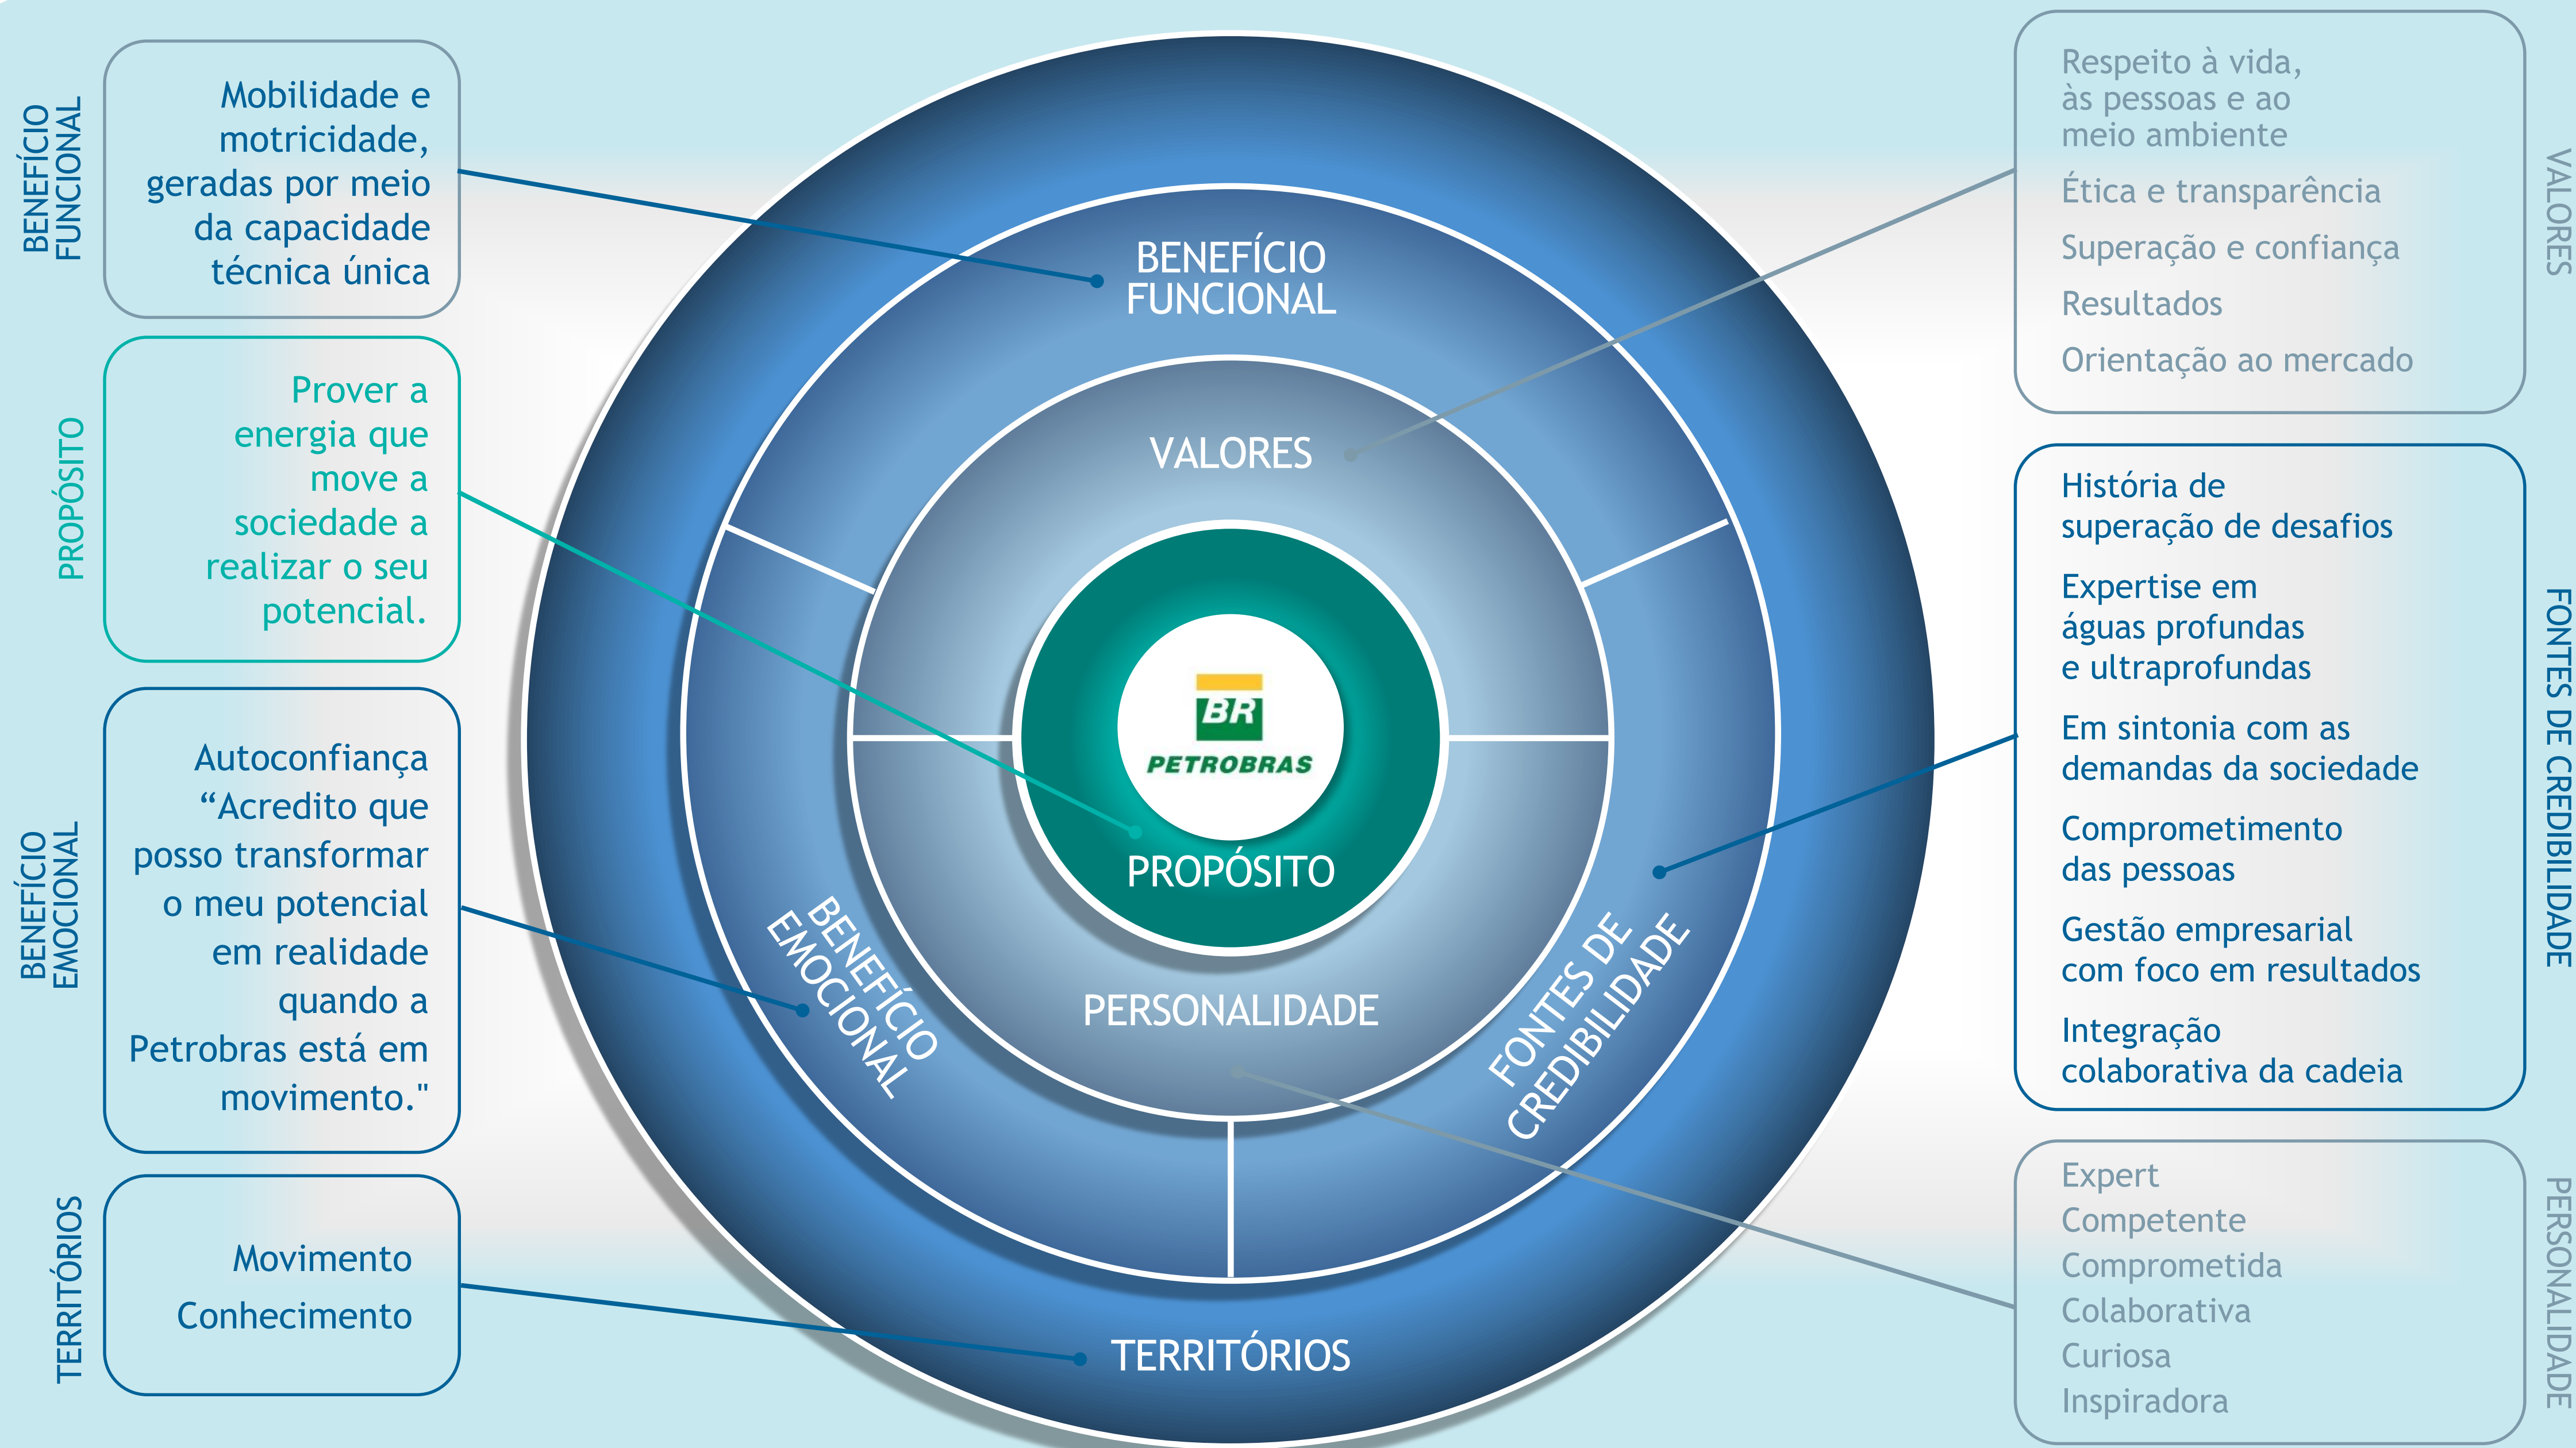 BENEFÍCIO
FUNCIONAL
Mobilidade e
motricidade,
geradas por meio
da capacidade
técnica única
PROPÓSITO
Prover a
energia que
move a
sociedade a
realizar o seu
potencial.
BENEFÍCIO
EMOCIONAL
Autoconfiança
“Acredito que
posso transformar
o meu potencial
em realidade
quando a
Petrobras está em
movimento."
TERRITÓRIOS
Movimento
Conhecimento
BENEFÍCIO
FUNCIONAL
VALORES
BR
PETROBRAS
PROPÓSITO
PERSONALIDADE
BENEFÍCIO
EMOCIONAL
FONTES DE
CREDIBILIDADE
TERRITÓRIOS
VALORES
Respeito à vida,
às pessoas e ao
meio ambiente
Ética e transparência
Superação e confiança
Resultados
Orientação ao mercado
FONTES DE CREDIBILIDADE
História de
superação de desafios
Expertise em
águas profundas
e ultraprofundas
Em sintonia com as
demandas da sociedade
Comprometimento
das pessoas
Gestão empresarial
com foco em resultados
Integração
colaborativa da cadeia
PERSONALIDADE
Expert
Competente
Comprometida
Colaborativa
Curiosa
Inspiradora